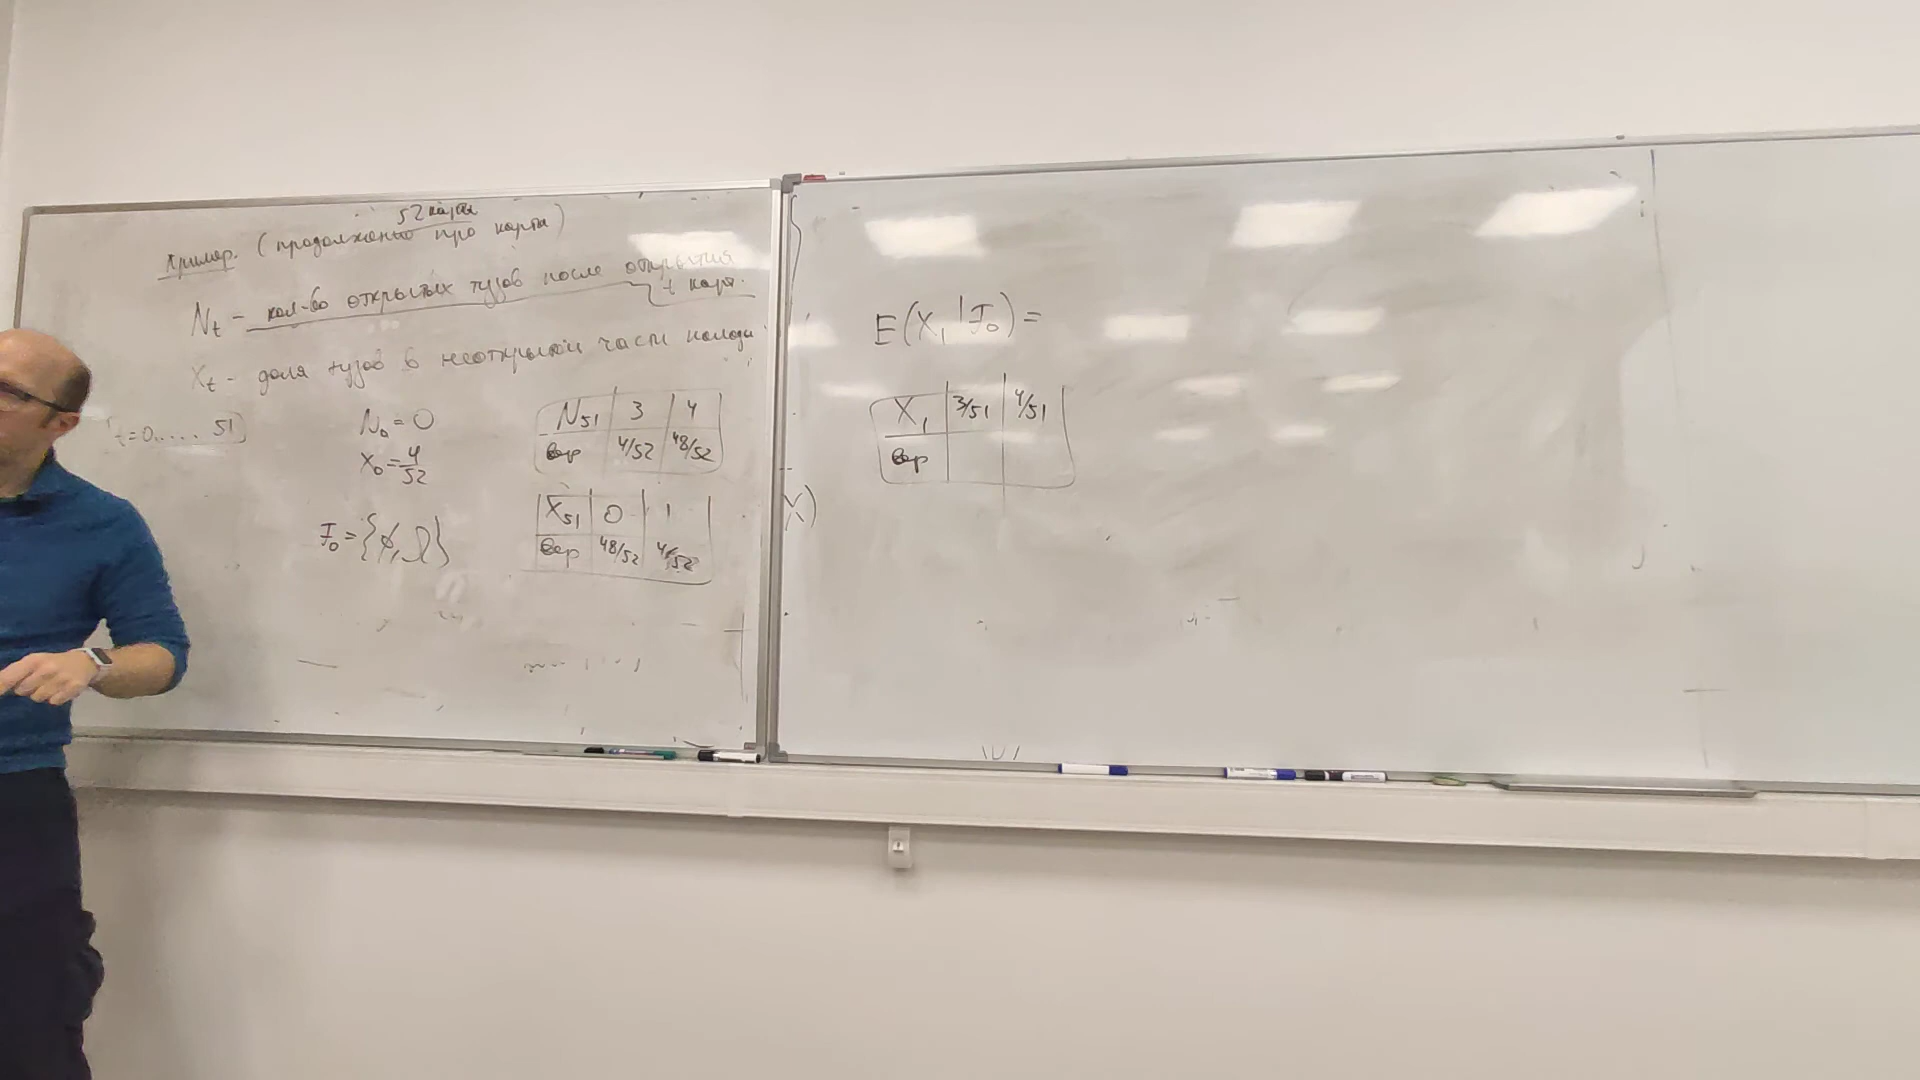 52 карты
Пример. (продолжение про карты)
N_t – кол-во открытых тузов после открытия
t карт.
X_t – доля тузов в неоткрытой части колоды
t=0,.... 51
N_0 = 0
X_0 = 4/52
F_0 = {∅, Ω}
N_51 | 3 | 4
вер | 4/52 | 48/52
X_51 | 0 | 1
вер | 48/52 | 4/52
E(X_1 | F_0) =
X_1 | 3/51 | 4/51
вер